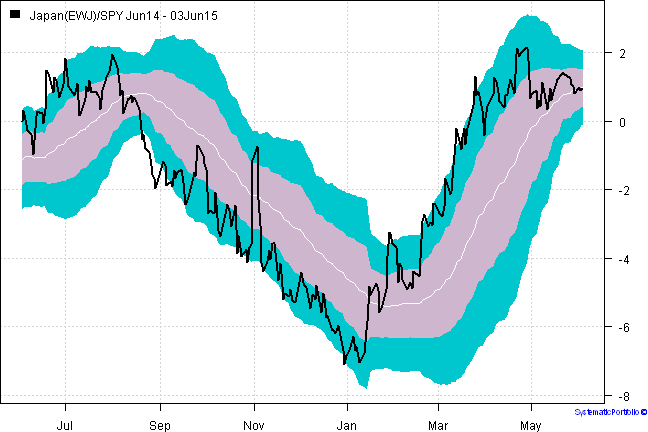 Japan(EWJ)/SPY Jun14 - 03Jun15
2
0
-2
-4
-6
-8
Jul Sep Nov Jan Mar May
SystematicPortfolio ©